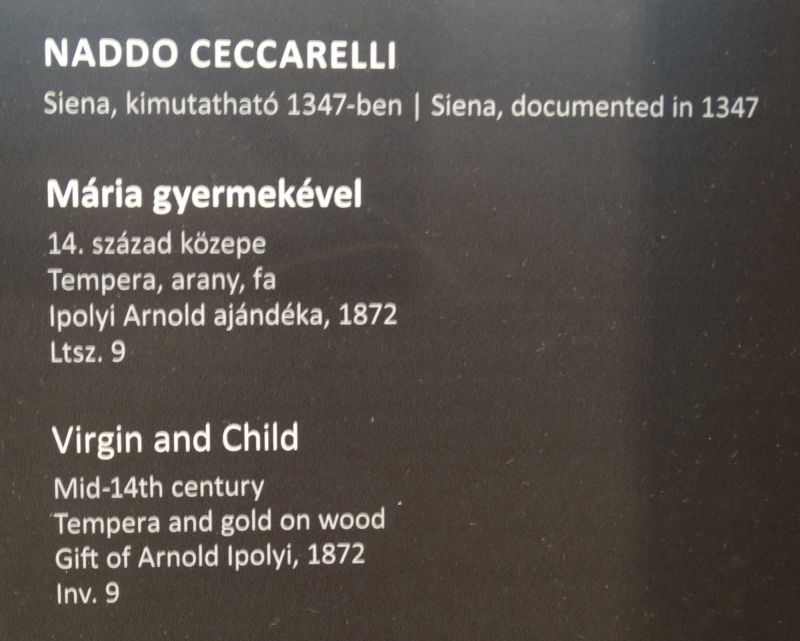 NADDO CECCARELLI
Siena, kimutatható 1347-ben | Siena, documented in 1347
Mária gyermekével
14. század közepe
Tempera, arany, fa
Ipolyi Arnold ajándéka, 1872
Ltsz. 9
Virgin and Child
Mid-14th century
Tempera and gold on wood
Gift of Arnold Ipolyi, 1872
Inv. 9